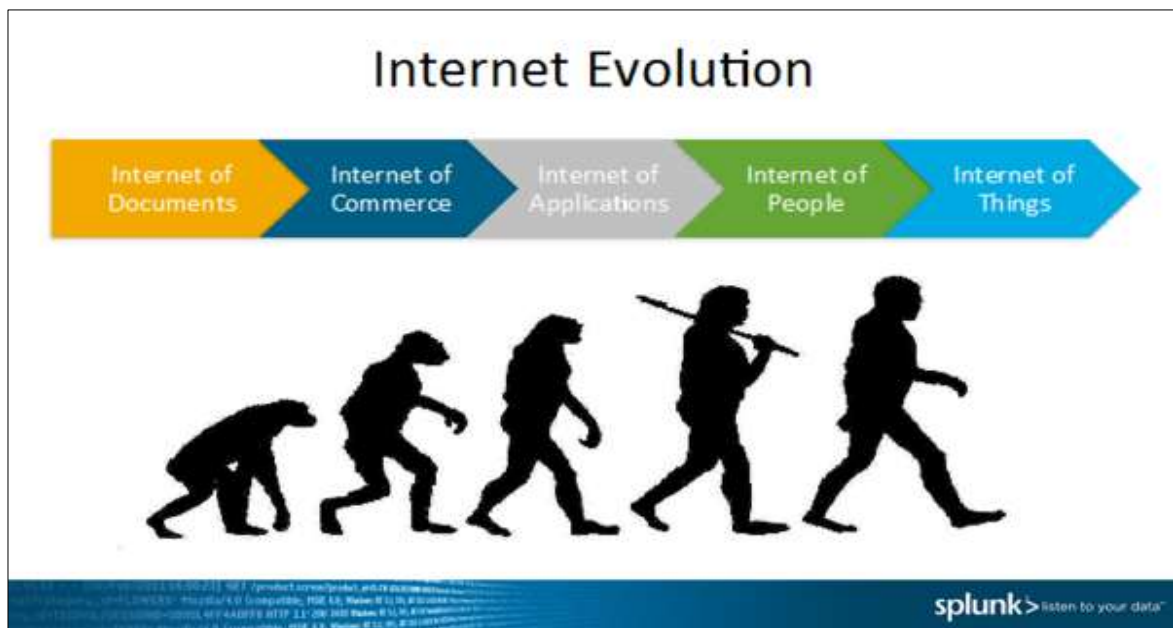 Internet Evolution
Internet of
Documents
Internet of
Commerce
Internet of
Applications
Internet of
People
Internet of
Things
splunk> listen to your data™